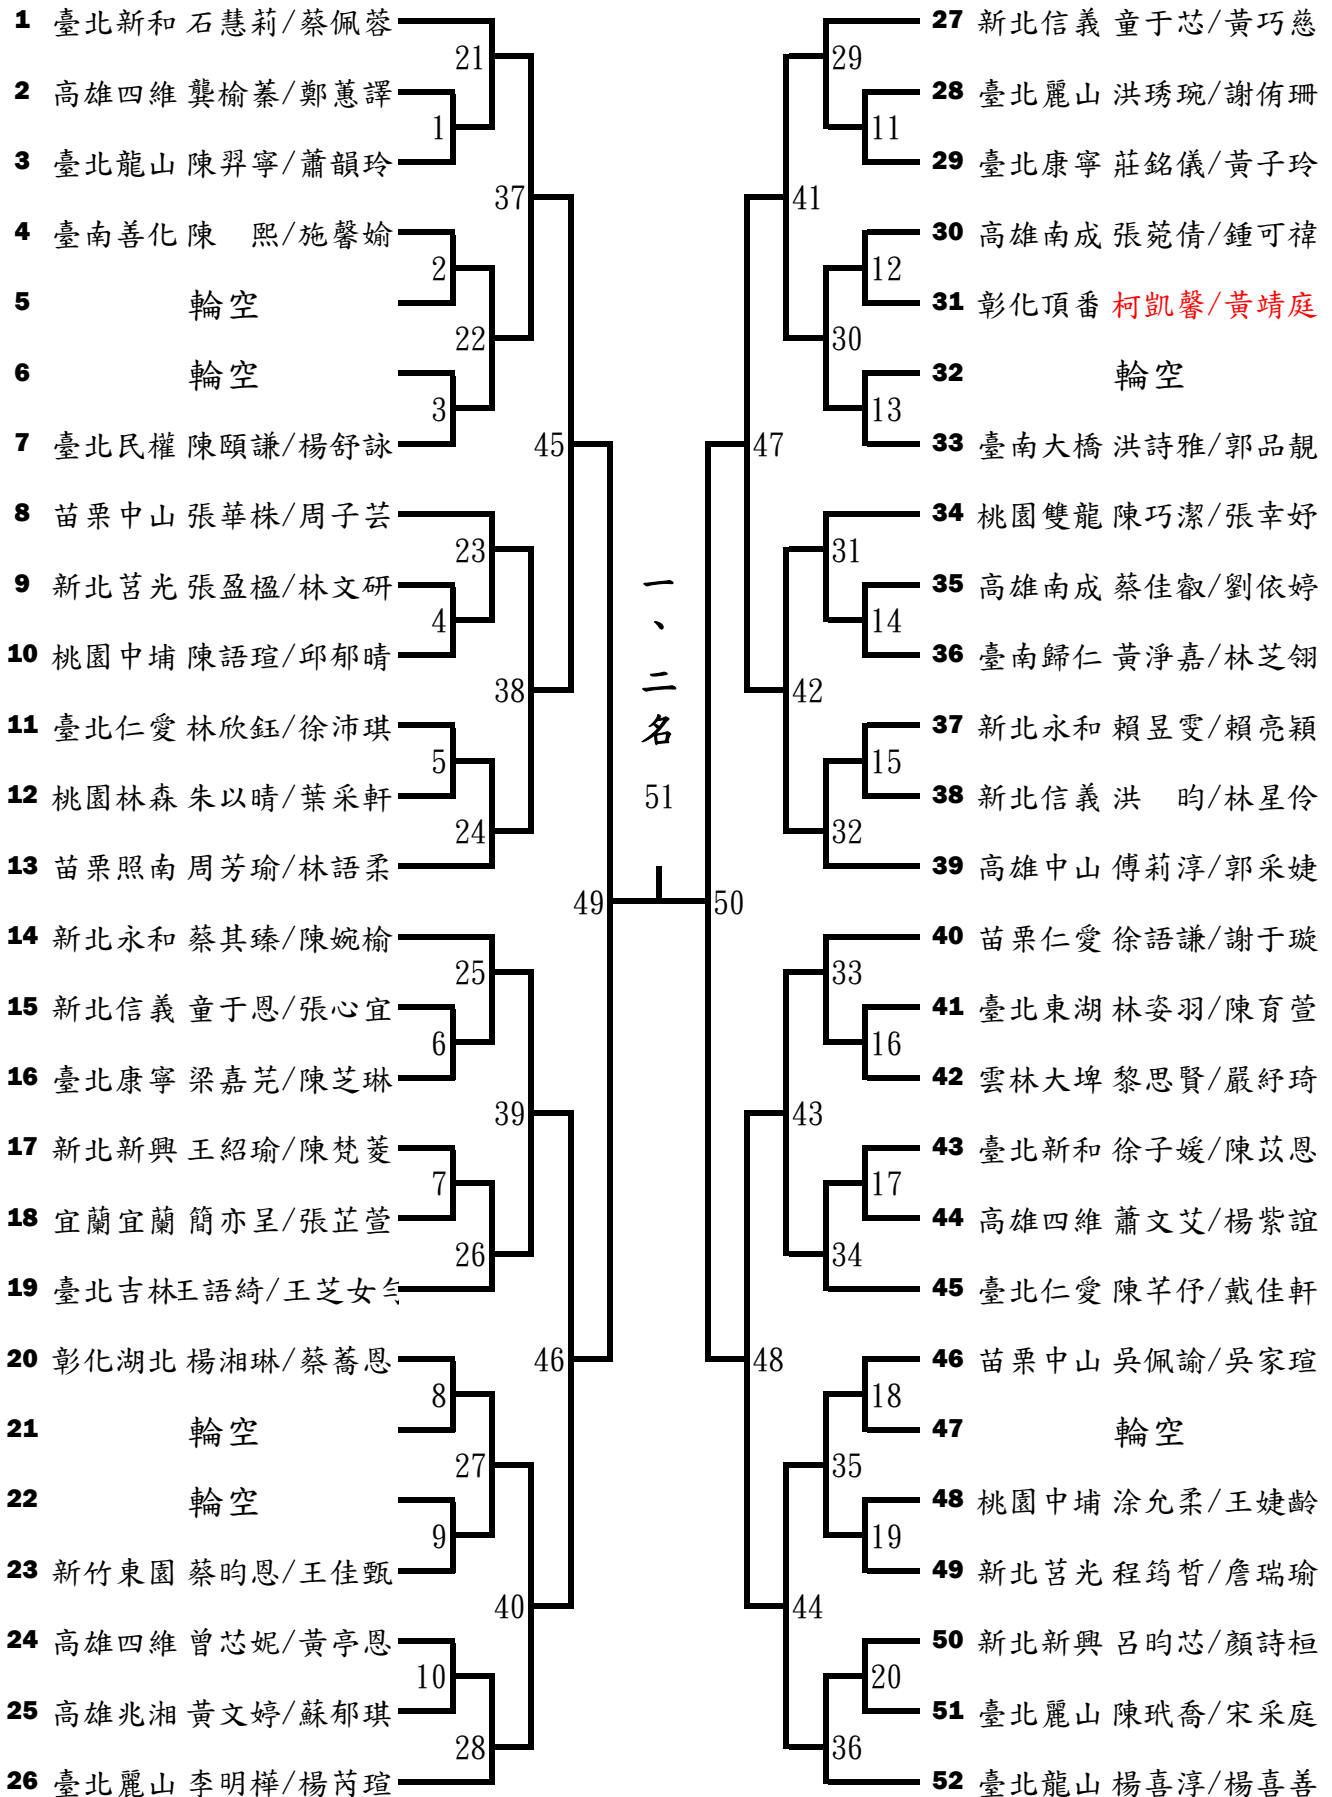 1 臺北新和 石慧莉/蔡佩蓉
21
2 高雄四維 龔榆蓁/鄭蕙譯
1
3 臺北龍山 陳羿寧/蕭韻玲
37
4 臺南善化 陳　熙/施馨媮
2
5 輪空
22
6 輪空
3
7 臺北民權 陳頤謙/楊舒詠
45
8 苗栗中山 張華株/周子芸
23
9 新北莒光 張盈楹/林文研
4
10 桃園中埔 陳語瑄/邱郁晴
38
11 臺北仁愛 林欣鈺/徐沛琪
5
12 桃園林森 朱以晴/葉采軒
24
13 苗栗照南 周芳瑜/林語柔
49
14 新北永和 蔡其臻/陳婉榆
25
15 新北信義 童于恩/張心宜
6
16 臺北康寧 梁嘉芫/陳芝琳
39
17 新北新興 王紹瑜/陳梵菱
7
18 宜蘭宜蘭 簡亦呈/張芷萱
26
19 臺北吉林王語綺/王芝女勻
46
20 彰化湖北 楊湘琳/蔡蕎恩
8
21 輪空
27
22 輪空
9
23 新竹東園 蔡昀恩/王佳甄
40
24 高雄四維 曾芯妮/黃亭恩
10
25 高雄兆湘 黃文婷/蘇郁琪
28
26 臺北麗山 李明樺/楊芮瑄
一、二名
51
27 新北信義 童于芯/黃巧慈
29
28 臺北麗山 洪琇琬/謝侑珊
11
29 臺北康寧 莊銘儀/黃子玲
41
30 高雄南成 張菀倩/鍾可禕
12
31 彰化頂番 柯凱馨/黃靖庭
30
32 輪空
13
33 臺南大橋 洪詩雅/郭品靚
47
34 桃園雙龍 陳巧潔/張幸妤
31
35 高雄南成 蔡佳叡/劉依婷
14
36 臺南歸仁 黃淨嘉/林芝翎
42
37 新北永和 賴昱雯/賴亮穎
15
38 新北信義 洪　昀/林星伶
32
39 高雄中山 傅莉淳/郭采婕
50
40 苗栗仁愛 徐語謙/謝于璇
33
41 臺北東湖 林姿羽/陳育萱
16
42 雲林大埤 黎思賢/嚴紓琦
43
43 臺北新和 徐子媛/陳苡恩
17
44 高雄四維 蕭文艾/楊紫誼
34
45 臺北仁愛 陳芊伃/戴佳軒
48
46 苗栗中山 吳佩諭/吳家瑄
18
47 輪空
35
48 桃園中埔 涂允柔/王婕齡
19
49 新北莒光 程筠晳/詹瑞瑜
44
50 新北新興 呂昀芯/顏詩桓
20
51 臺北麗山 陳玳喬/宋采庭
36
52 臺北龍山 楊喜淳/楊喜善